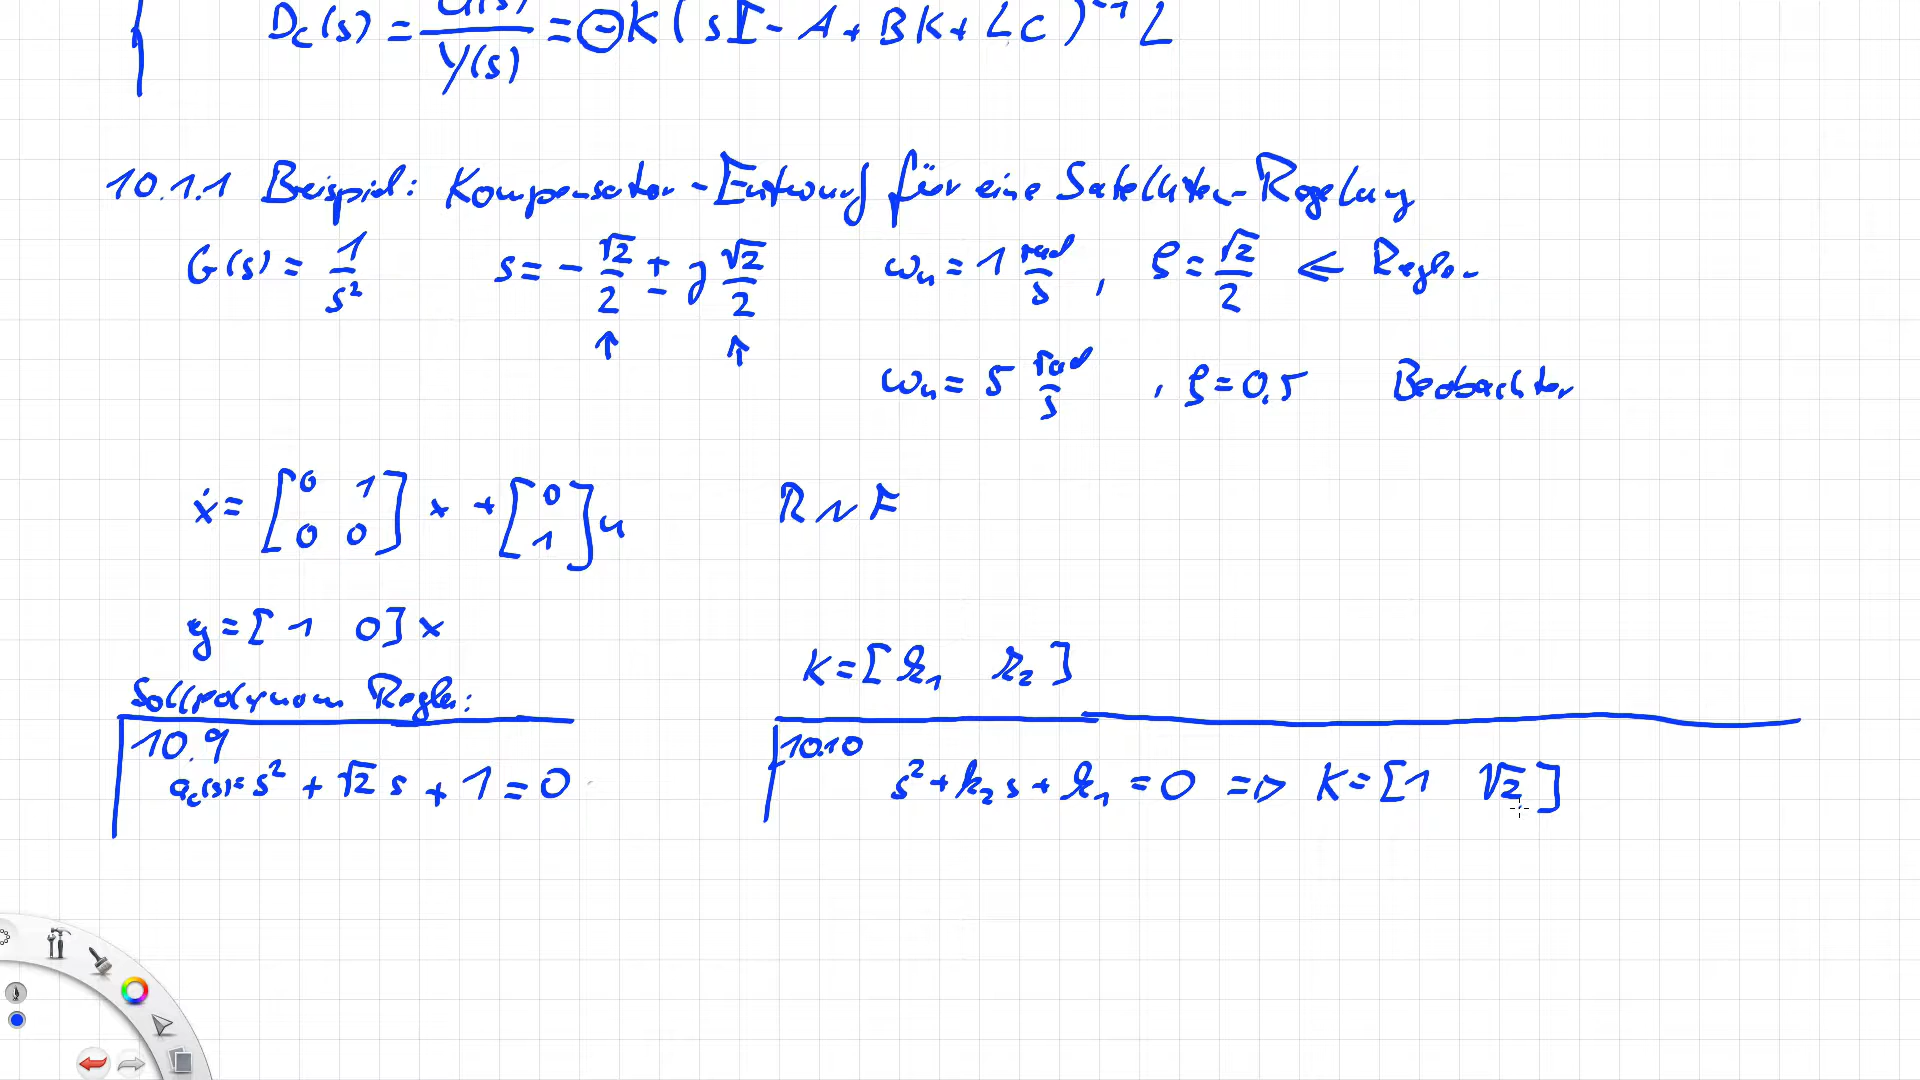 D_c(s) = U(s)/Y(s) = ⊖K(sI - A + BK + LC)^-1 L
10.1.1 Beispiel: Kompensator-Entwurf für eine Satelliten-Regelung
G(s) = 1/s² s = - √2/2 ± j √2/2 ω_n = 1 rad/s , ξ = √2/2 ⇐ Regler
↑ ↑
ω_n = 5 rad/s , ξ = 0,5 Beobachter
ẋ = [0 1; 0 0] x + [0; 1] u RNF
y = [1 0] x
K = [k₁ k₂]
Sollpolynom Regler:
10.9
a_c(s) = s² + √2 s + 1 = 0
10.10
s² + k₂ s + k₁ = 0 => K = [1 √2]